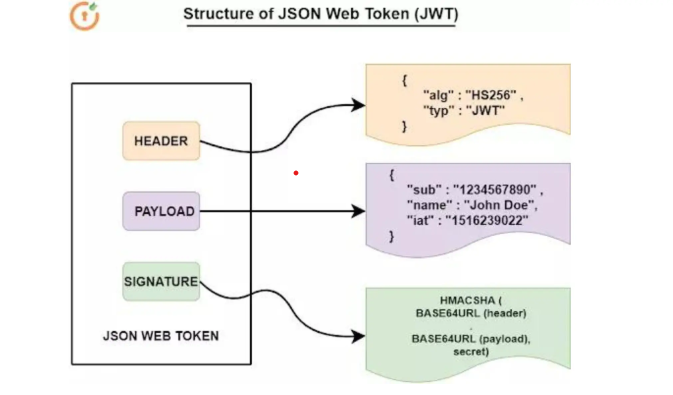 Structure of JSON Web Token (JWT)
HEADER
{
"alg" : "HS256" ,
"typ" : "JWT"
}
PAYLOAD
{
"sub" : "1234567890" ,
"name" : "John Doe",
"iat" : "1516239022"
}
SIGNATURE
HMACSHA (
BASE64URL (header)
.
BASE64URL (payload),
secret)
JSON WEB TOKEN